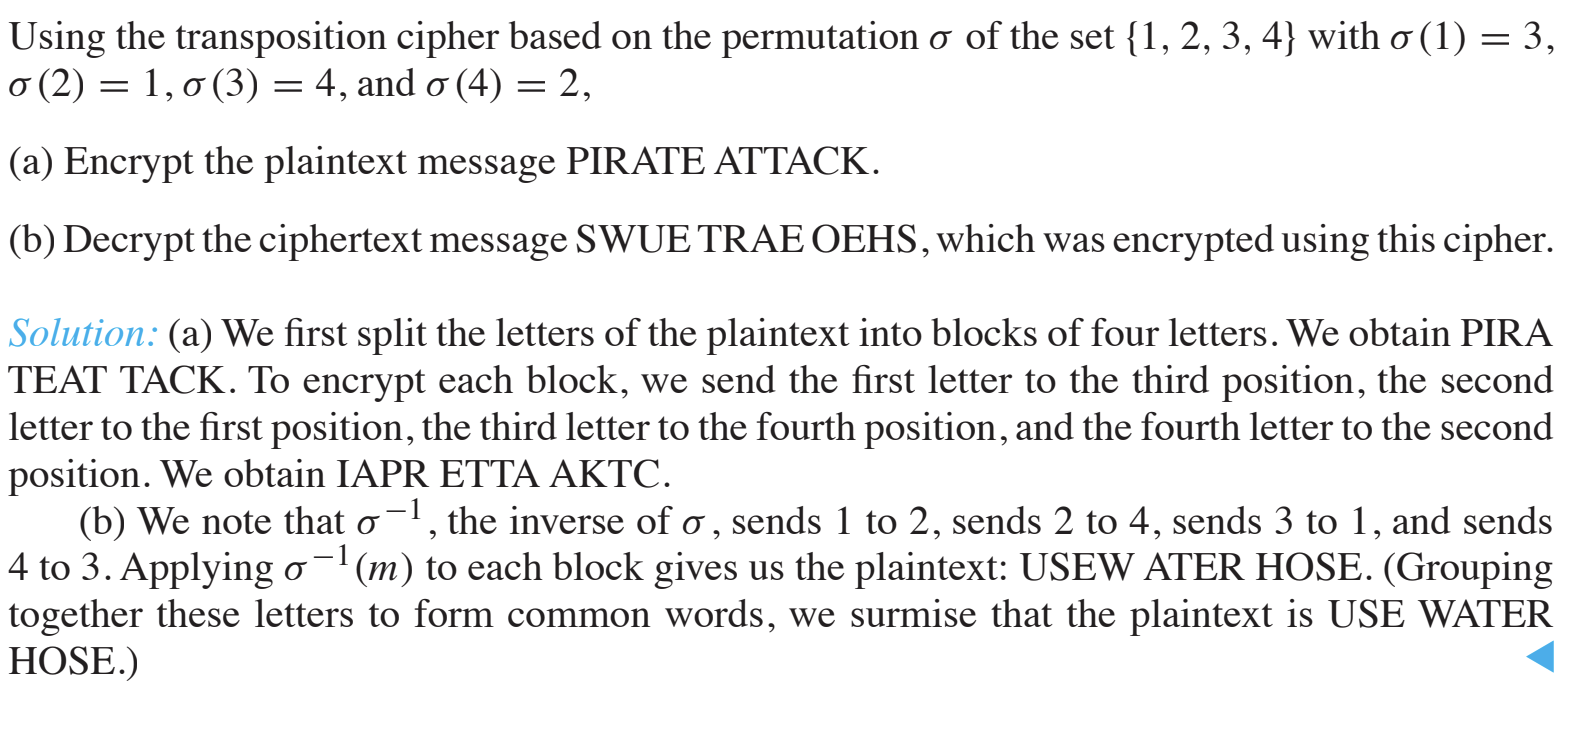 Using the transposition cipher based on the permutation σ of the set {1, 2, 3, 4} with σ(1) = 3,
σ(2) = 1, σ(3) = 4, and σ(4) = 2,
(a) Encrypt the plaintext message PIRATE ATTACK.
(b) Decrypt the ciphertext message SWUE TRAE OEHS, which was encrypted using this cipher.
Solution: (a) We first split the letters of the plaintext into blocks of four letters. We obtain PIRA
TEAT TACK. To encrypt each block, we send the first letter to the third position, the second
letter to the first position, the third letter to the fourth position, and the fourth letter to the second
position. We obtain IAPR ETTA AKTC.
(b) We note that σ⁻¹, the inverse of σ, sends 1 to 2, sends 2 to 4, sends 3 to 1, and sends
4 to 3. Applying σ⁻¹(m) to each block gives us the plaintext: USEW ATER HOSE. (Grouping
together these letters to form common words, we surmise that the plaintext is USE WATER
HOSE.)